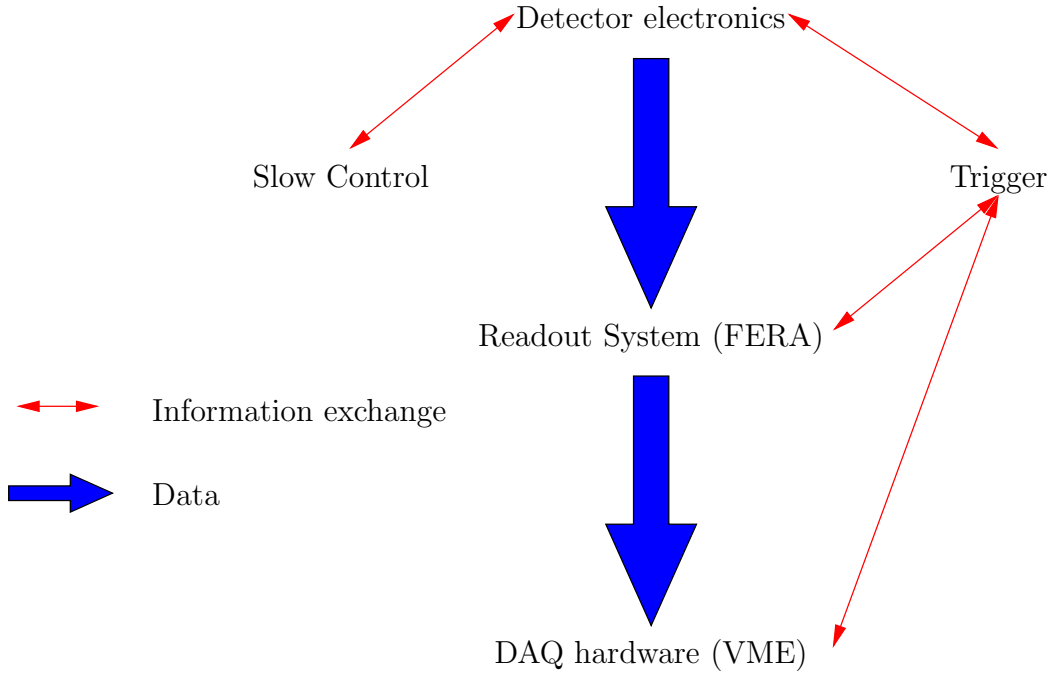 Detector electronics
Slow Control
Trigger
Readout System (FERA)
Information exchange
Data
DAQ hardware (VME)